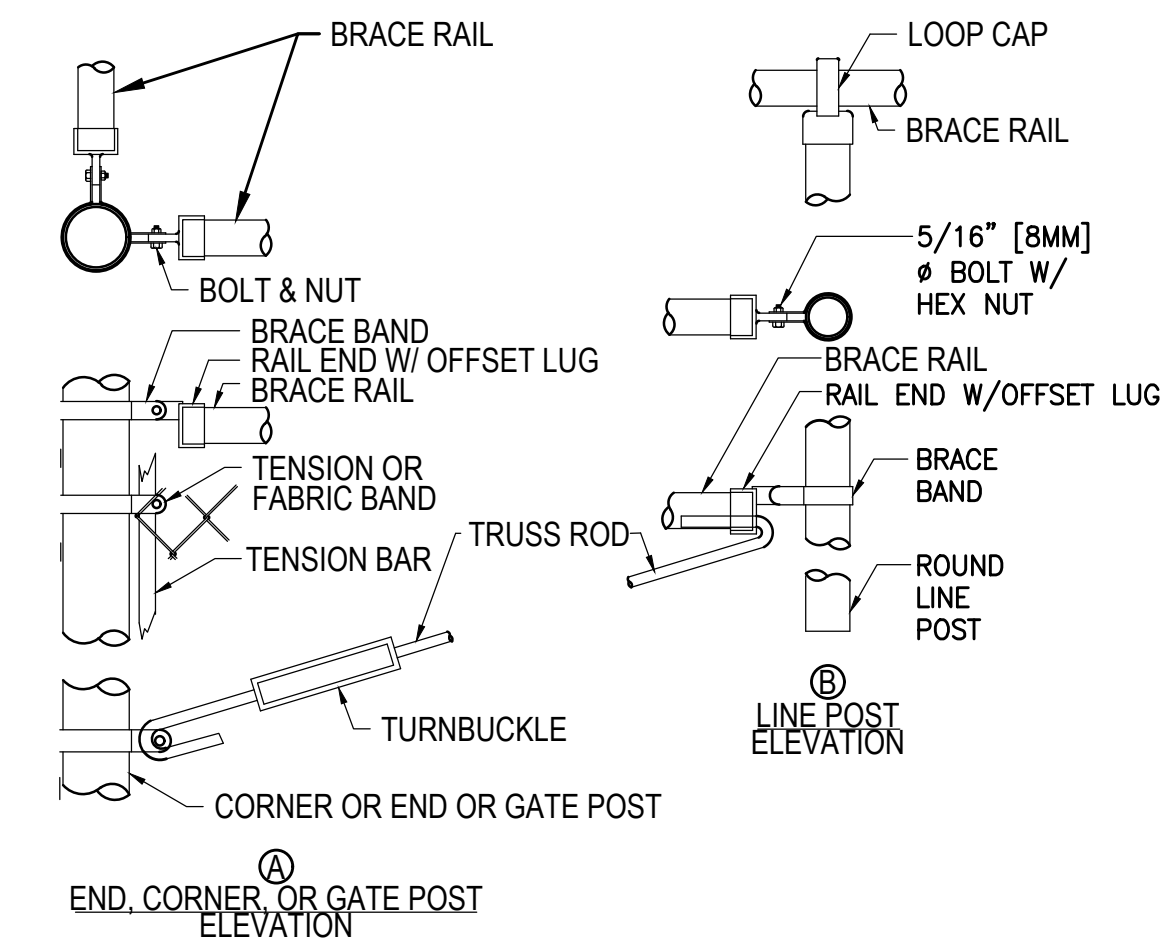 BRACE RAIL
BOLT & NUT
BRACE BAND
RAIL END W/ OFFSET LUG
BRACE RAIL
TENSION OR
FABRIC BAND
TENSION BAR
TRUSS ROD
TURNBUCKLE
CORNER OR END OR GATE POST
Ⓐ
END, CORNER, OR GATE POST
ELEVATION
LOOP CAP
BRACE RAIL
5/16" [8MM]
ø BOLT W/
HEX NUT
BRACE RAIL
RAIL END W/OFFSET LUG
BRACE
BAND
ROUND
LINE
POST
Ⓑ
LINE POST
ELEVATION